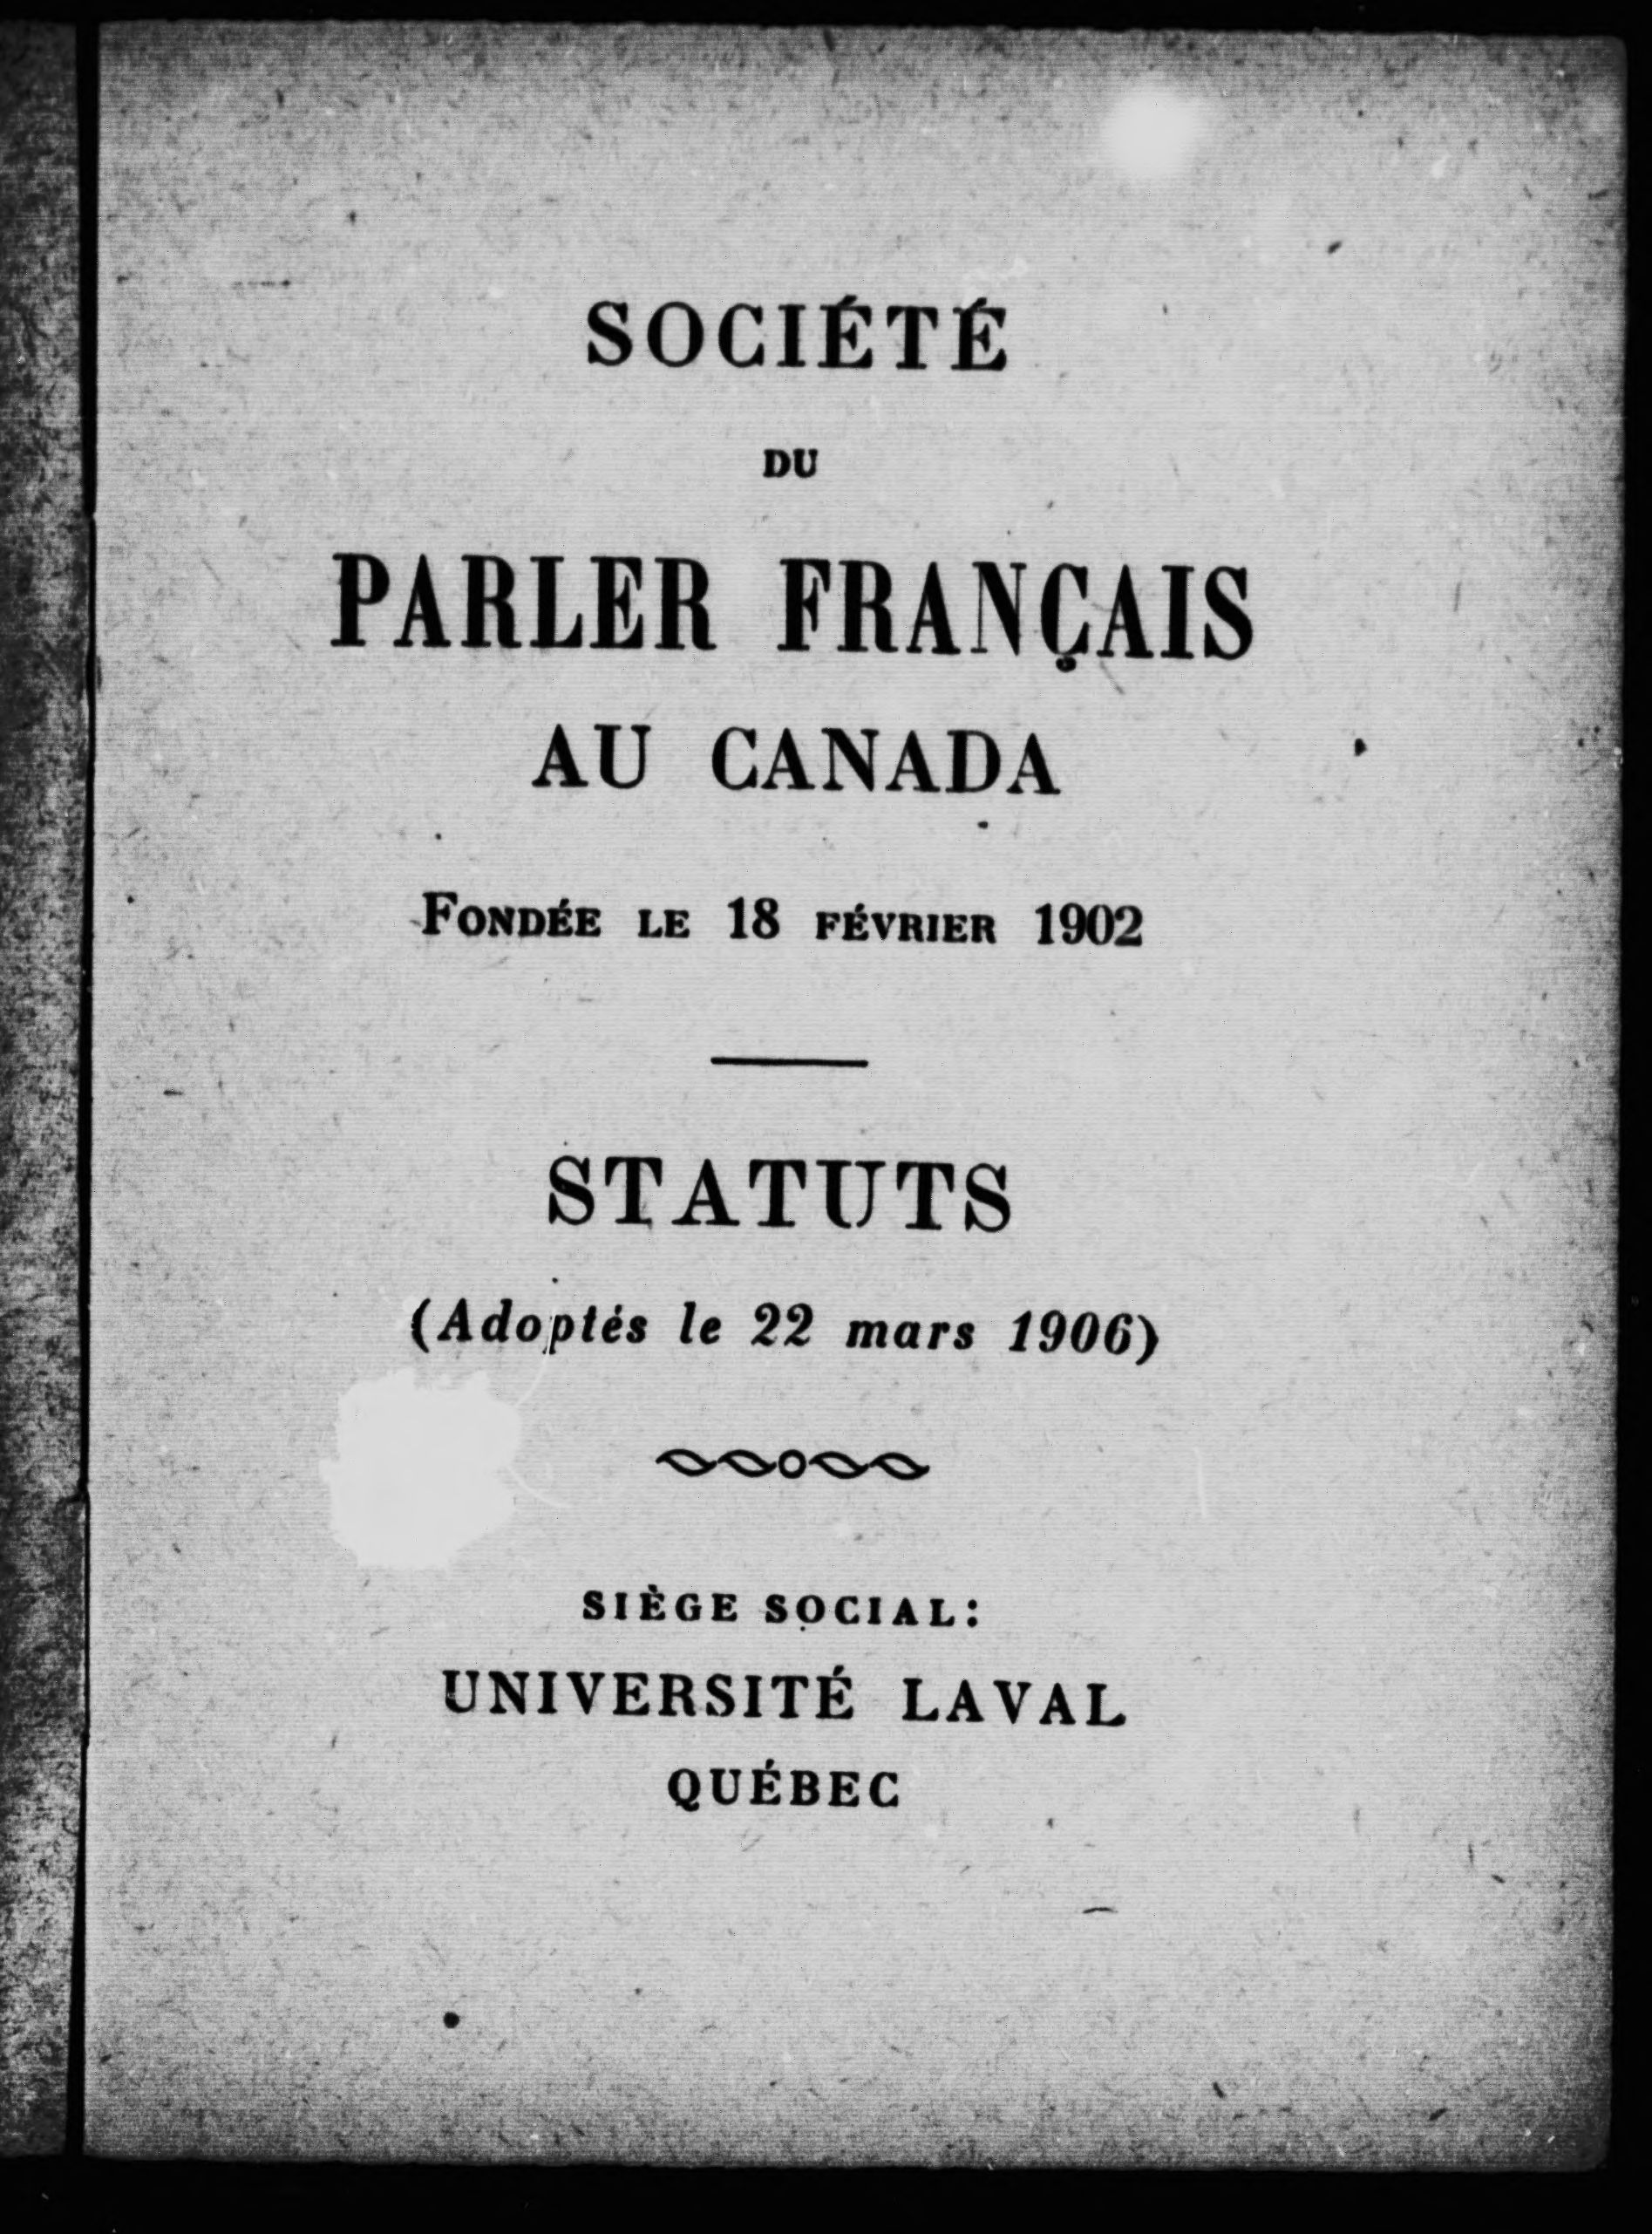 SOCIÉTÉ
DU
PARLER FRANÇAIS
AU CANADA
FONDÉE LE 18 FÉVRIER 1902
STATUTS
(Adoptés le 22 mars 1906)
SIÈGE SOCIAL:
UNIVERSITÉ LAVAL
QUÉBEC